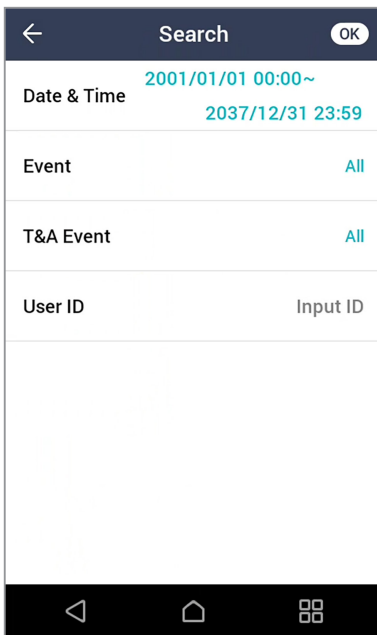 Search
OK
Date & Time
2001/01/01 00:00~
2037/12/31 23:59
Event
All
T&A Event
All
User ID
Input ID